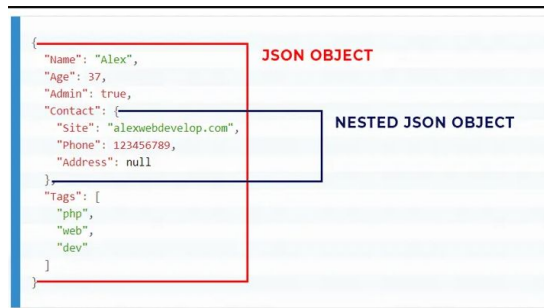 {
"Name": "Alex",
"Age": 37,
"Admin": true,
"Contact": {
"Site": "alexwebdevelop.com",
"Phone": 123456789,
"Address": null
},
"Tags": [
"php",
"web",
"dev"
]
}
JSON OBJECT
NESTED JSON OBJECT